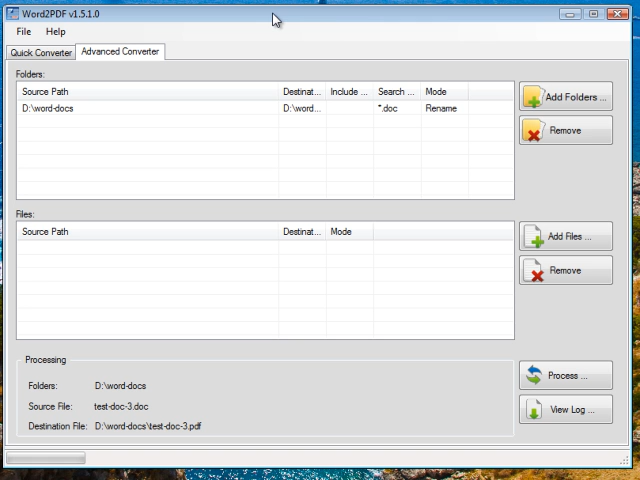 Word2PDF v1.5.1.0
File Help
Quick Converter Advanced Converter
Folders:
Source Path Destinat... Include ... Search ... Mode
D:\word-docs D:\word... *.doc Rename
Add Folders ...
Remove
Files:
Source Path Destinat... Mode
Add Files ...
Remove
Processing
Folders: D:\word-docs
Source File: test-doc-3.doc
Destination File: D:\word-docs\test-doc-3.pdf
Process ...
View Log ...